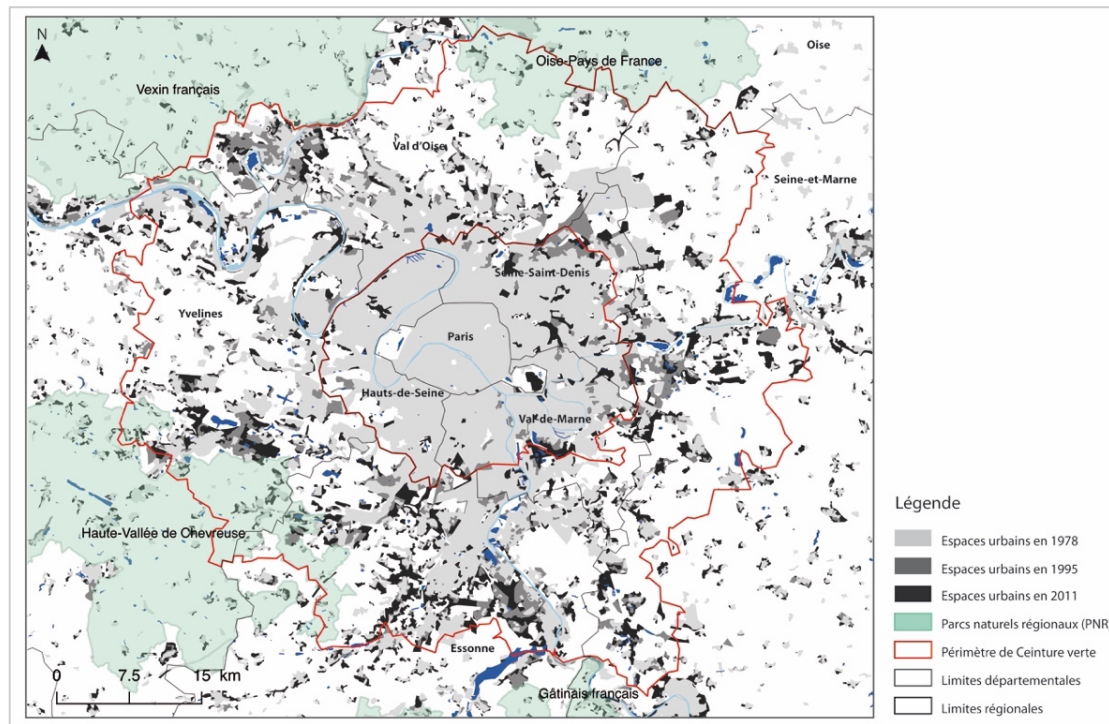 N
Oise
Oise-Pays de France
Vexin français
Val d'Oise
Seine-et-Marne
Seine-Saint-Denis
Yvelines
Paris
Hauts-de-Seine
Val-de-Marne
Haute-Vallée de Chevreuse
Essonne
0 7.5 15 km
Gâtinais français
Légende
Espaces urbains en 1978
Espaces urbains en 1995
Espaces urbains en 2011
Parcs naturels régionaux (PNR
Périmètre de Ceinture verte
Limites départementales
Limites régionales